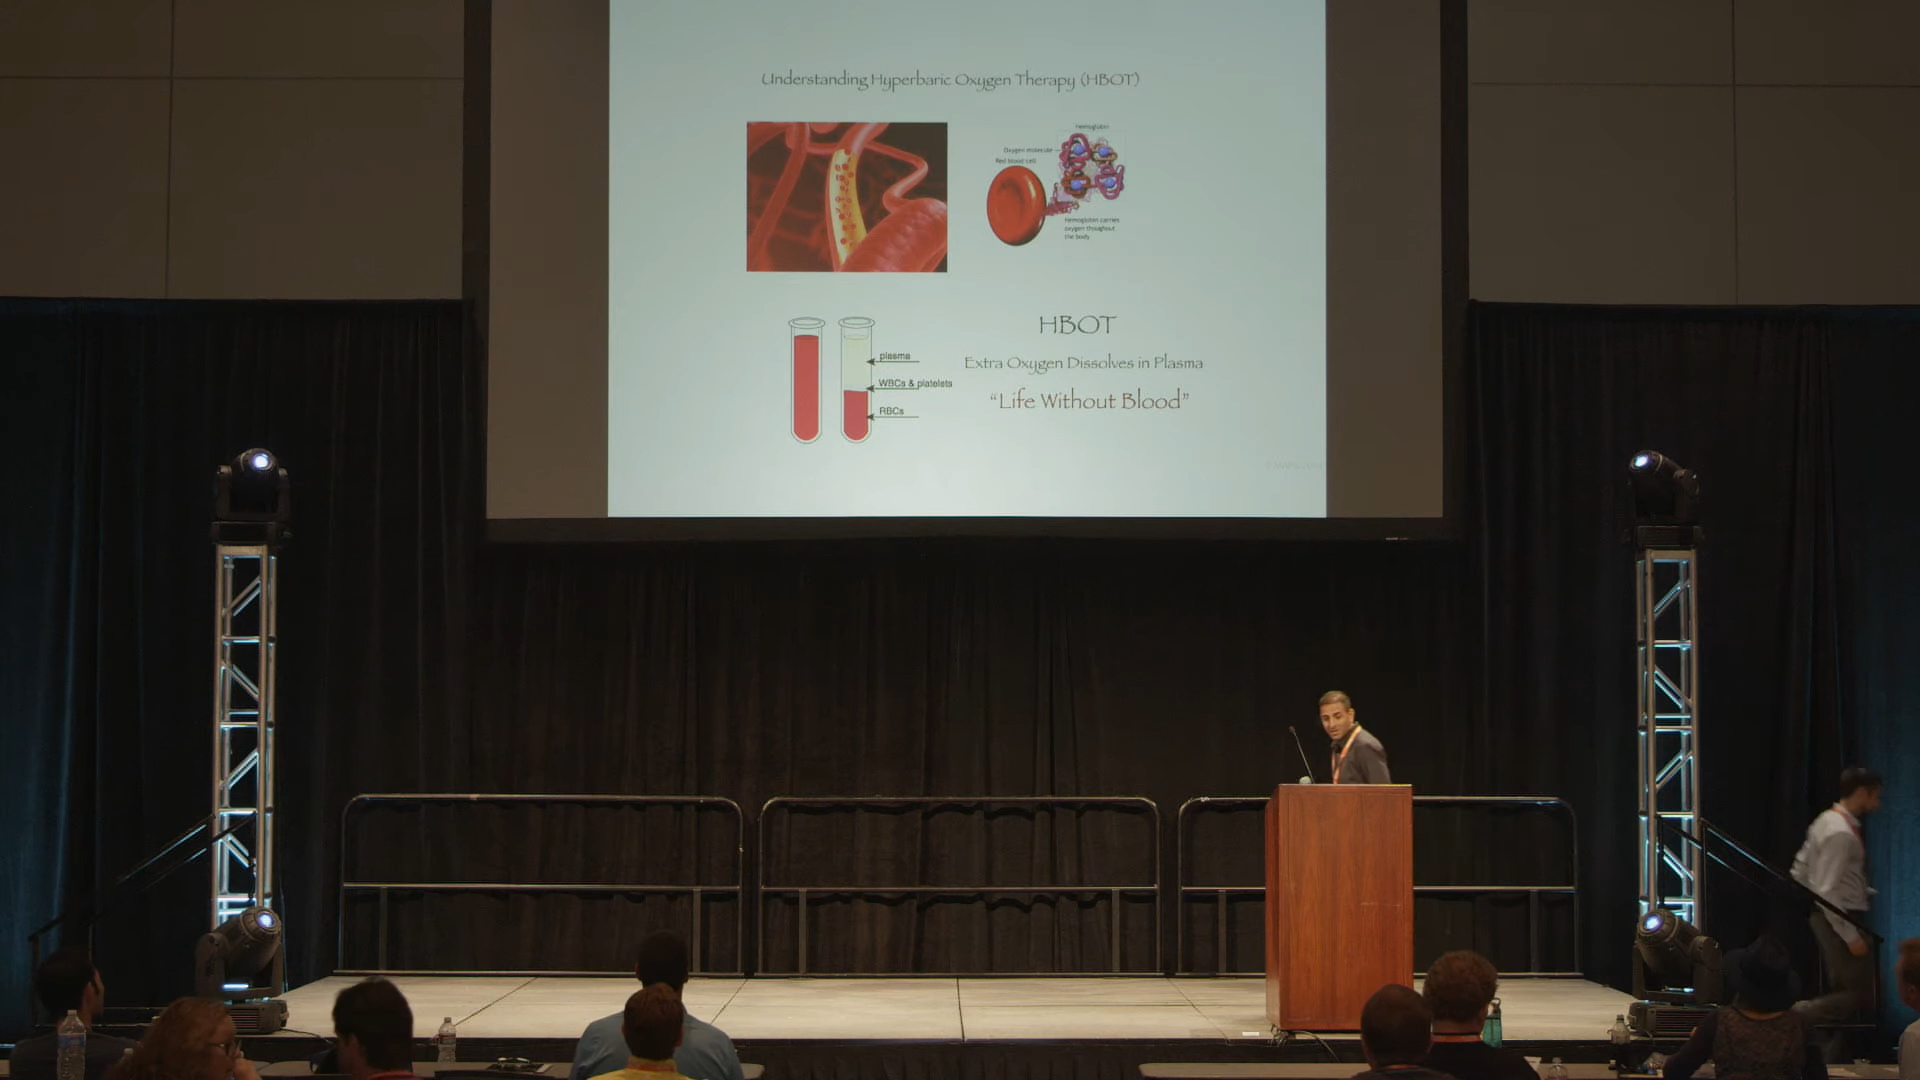 Understanding Hyperbaric Oxygen Therapy (HBOT)
Hemoglobin
Oxygen molecule
Red blood cell
Hemoglobin carries
oxygen thoughout
the body
plasma
WBCs & platelets
RBCs
HBOT
Extra Oxygen Dissolves in Plasma
“Life Without Blood”